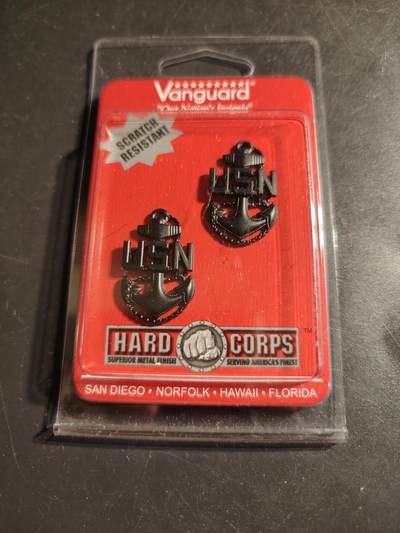 Vanguard
"Our Nation's Insignia"
SCRATCH
RESISTANT
USN
USN
HARD CORPS
TM
SUPERIOR METAL FINISH SERVING AMERICA'S FINEST
SAN DIEGO • NORFOLK • HAWAII • FLORIDA